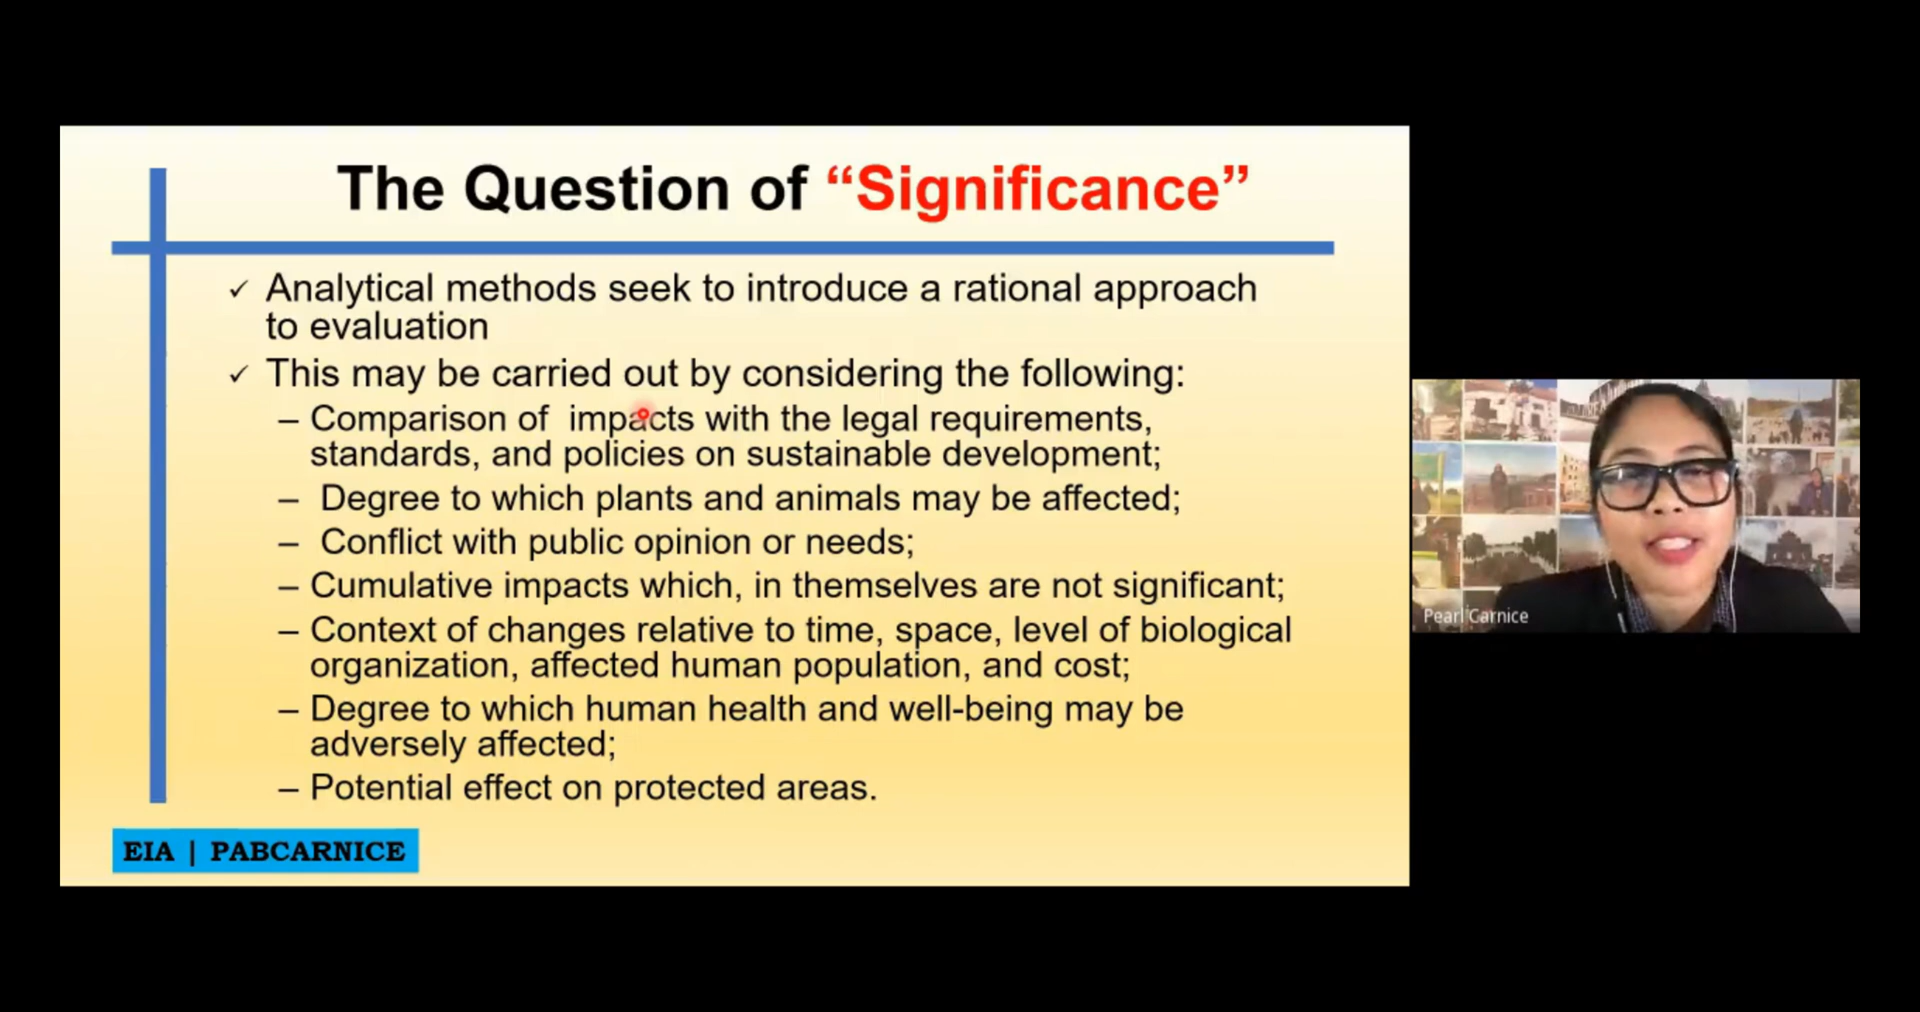 The Question of “Significance”
✓ Analytical methods seek to introduce a rational approach
to evaluation
✓ This may be carried out by considering the following:
– Comparison of impacts with the legal requirements,
standards, and policies on sustainable development;
– Degree to which plants and animals may be affected;
– Conflict with public opinion or needs;
– Cumulative impacts which, in themselves are not significant;
– Context of changes relative to time, space, level of biological
organization, affected human population, and cost;
– Degree to which human health and well-being may be
adversely affected;
– Potential effect on protected areas.
EIA | PABCARNICE
Pearl Carnice